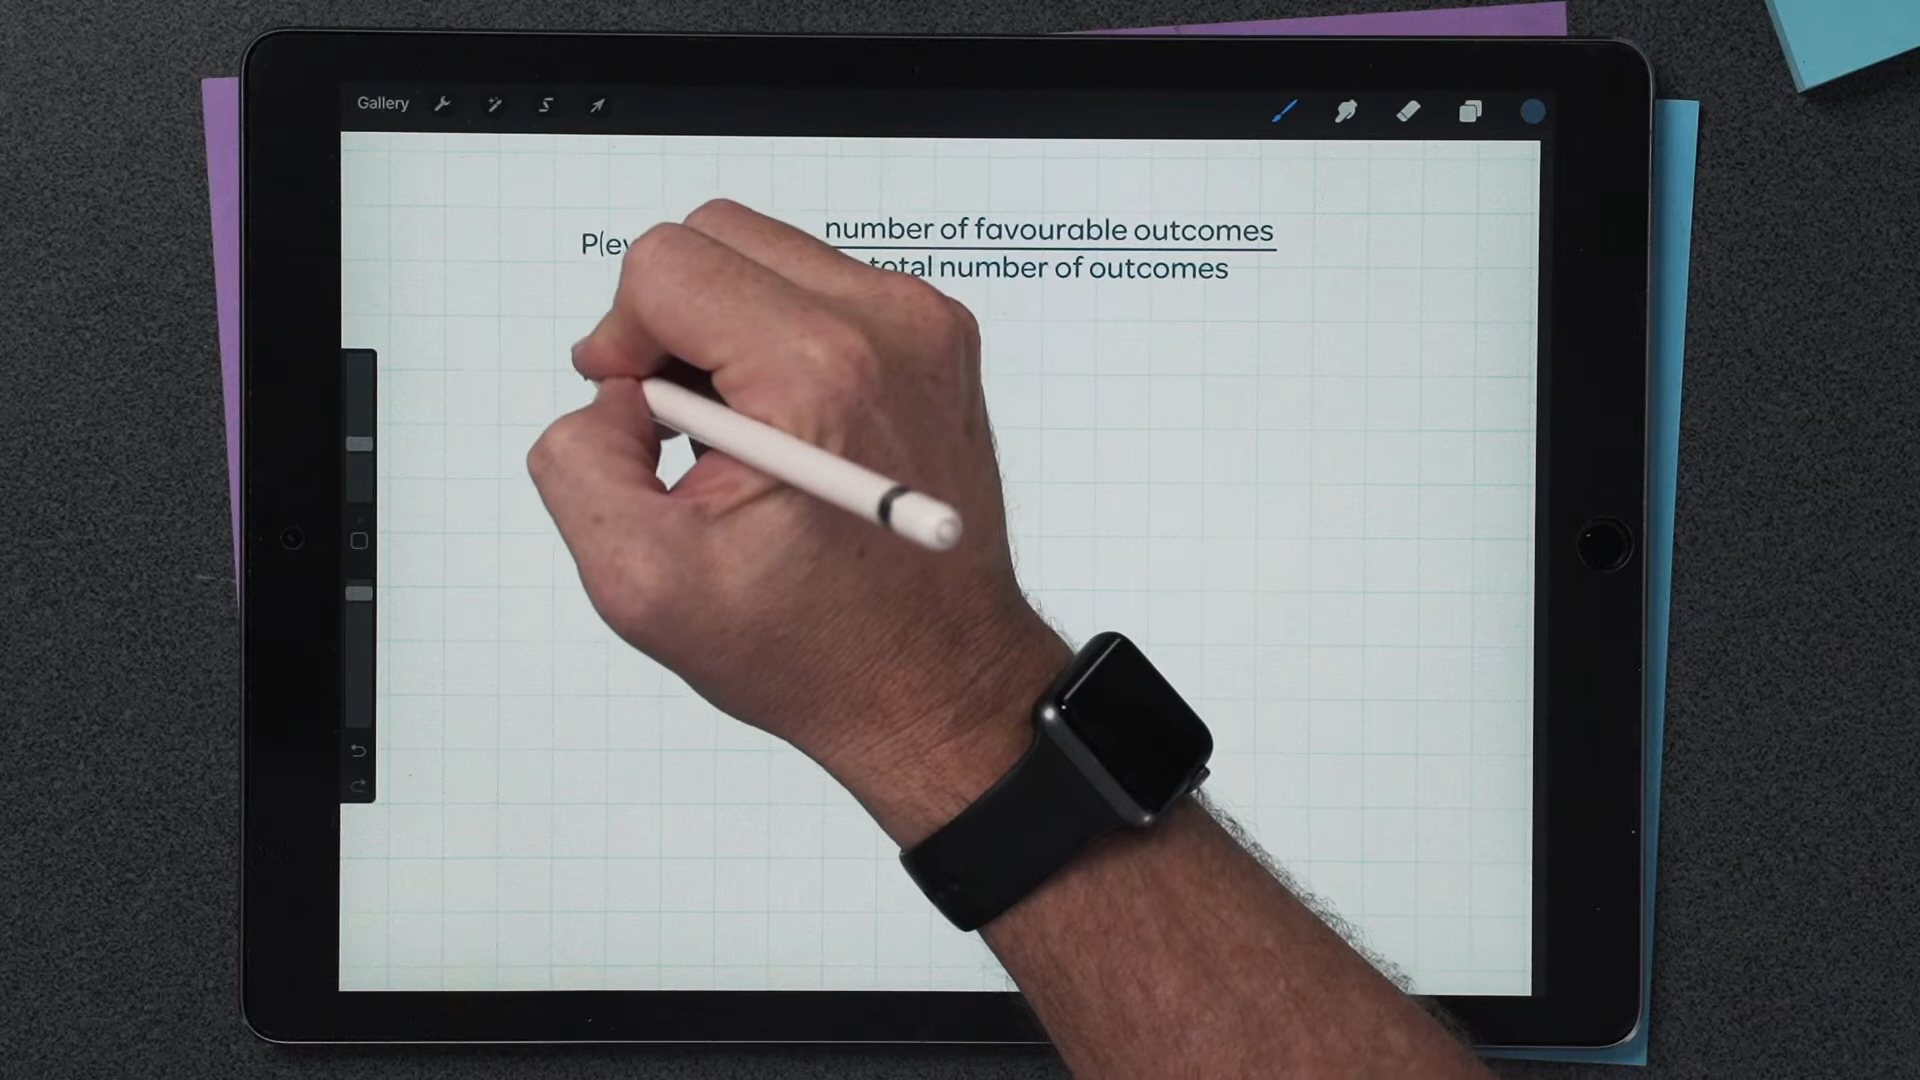 Gallery
number of favourable outcomes
total number of outcomes